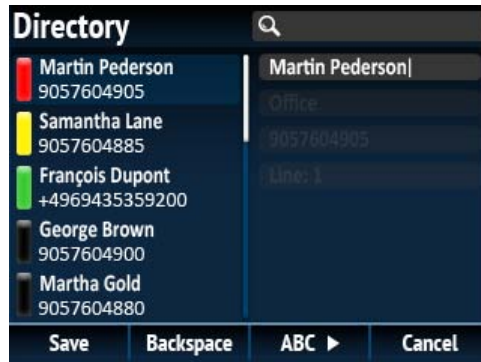 Directory
Martin Pederson
9057604905
Samantha Lane
9057604885
François Dupont
+4969435359200
George Brown
9057604900
Martha Gold
9057604880
Martin Pederson
Office
9057604905
Line: 1
Save
Backspace
ABC ▶
Cancel